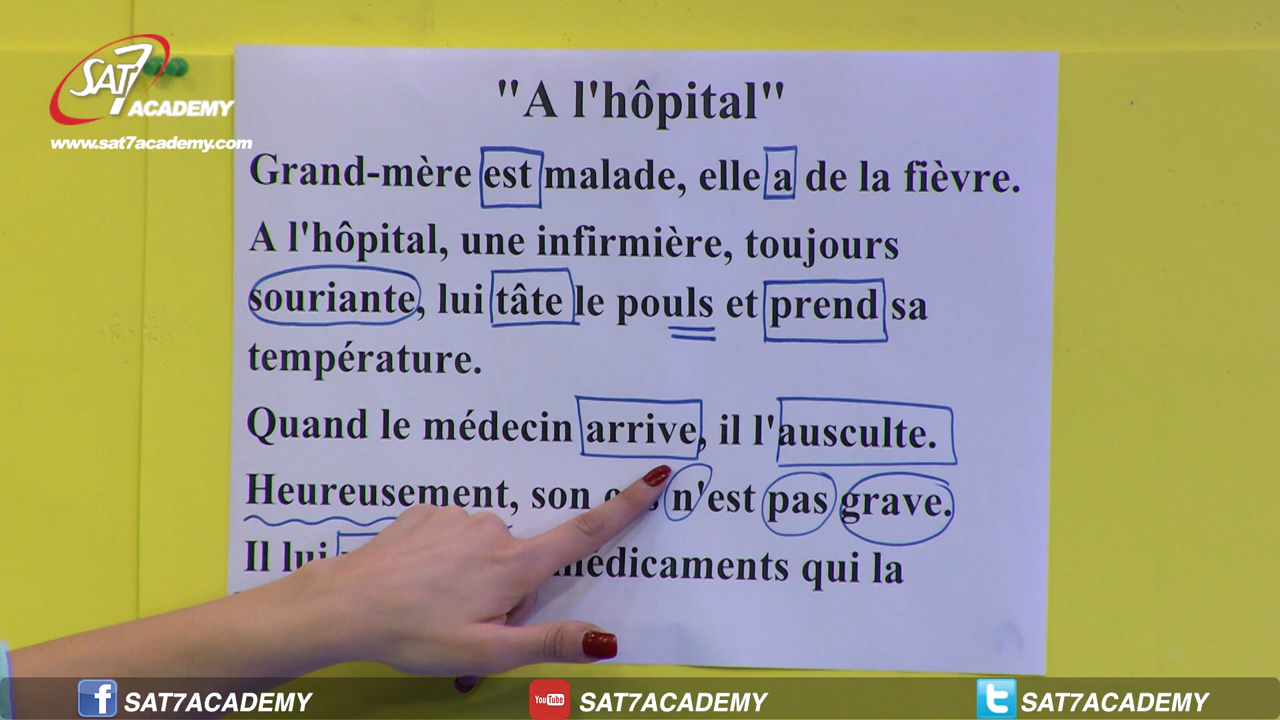 SAT7
ACADEMY
www.sat7academy.com
"A l'hôpital"
Grand-mère est malade, elle a de la fièvre.
A l'hôpital, une infirmière, toujours
souriante, lui tâte le pouls et prend sa
température.
Quand le médecin arrive, il l'ausculte.
Heureusement, son n'est pas grave.
Il lui médicaments qui la
SAT7ACADEMY
YouTube SAT7ACADEMY
SAT7ACADEMY